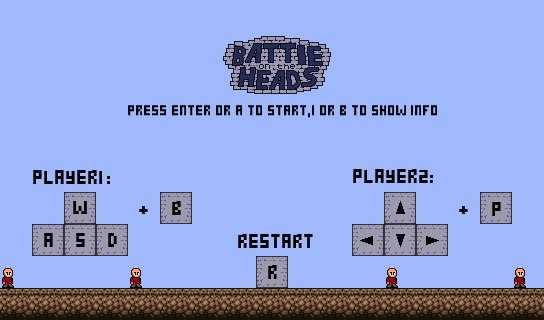 BATTLE
on the
HEADS
PRESS ENTER OR A TO START,I OR B TO SHOW INFO
PLAYER1:
W
+ B
A S D
PLAYER2:
▲
+ P
◄ ▼ ►
RESTART
R